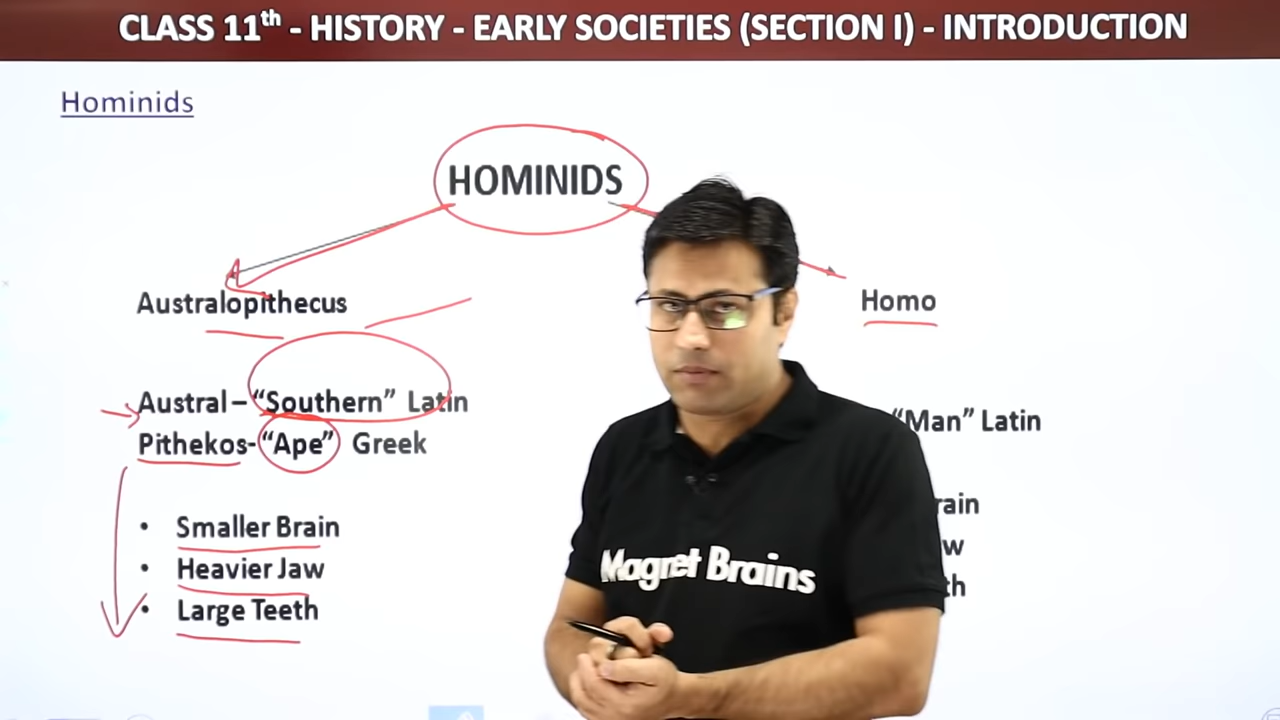 CLASS 11th - HISTORY - EARLY SOCIETIES (SECTION I) - INTRODUCTION
Hominids
HOMINIDS
Australopithecus
Homo
Austral – “Southern” Latin
Pithekos- “Ape” Greek
“Man” Latin
• Smaller Brain
• Heavier Jaw
• Large Teeth
Magnet Brains